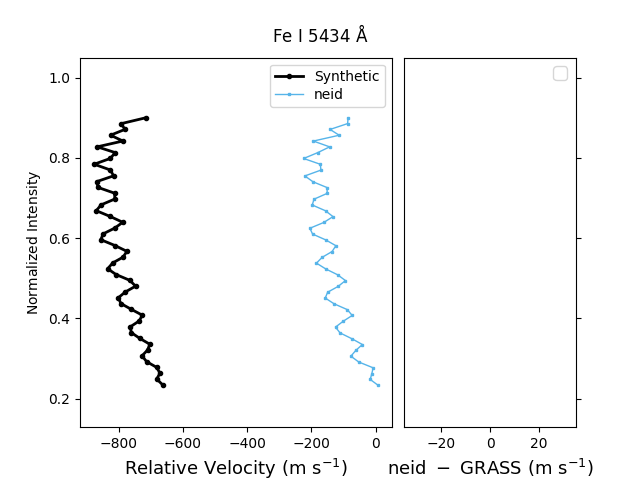 Fe I 5434 Å
Synthetic
neid
Normalized Intensity
1.0
0.8
0.6
0.4
0.2
−800 −600 −400 −200 0
−20 0 20
Relative Velocity (m s⁻¹)
neid − GRASS (m s⁻¹)